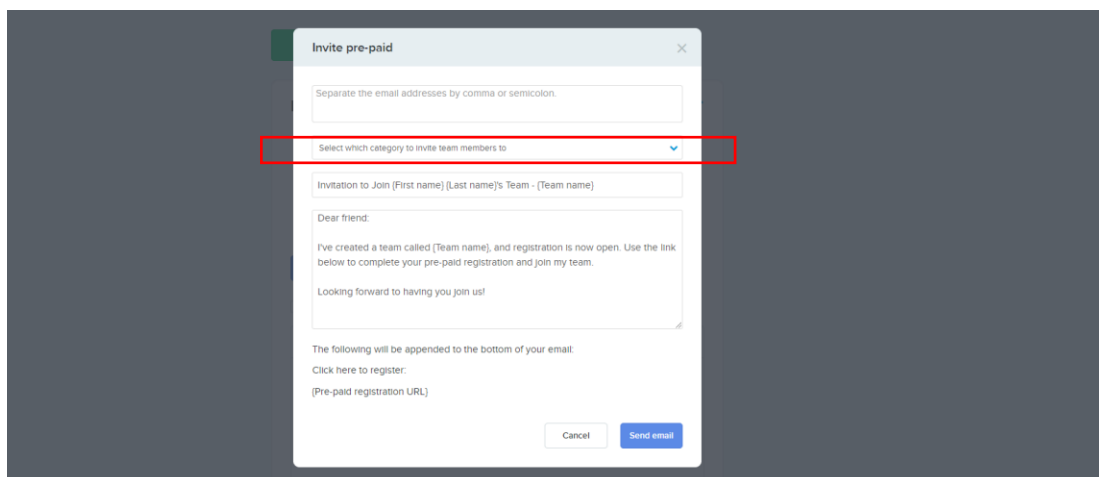 Invite pre-paid
Separate the email addresses by comma or semicolon.
Select which category to invite team members to
Invitation to Join {First name} {Last name}'s Team - {Team name}
Dear friend:
I've created a team called {Team name}, and registration is now open. Use the link
below to complete your pre-paid registration and join my team.
Looking forward to having you join us!
The following will be appended to the bottom of your email:
Click here to register:
{Pre-paid registration URL}
Cancel
Send email